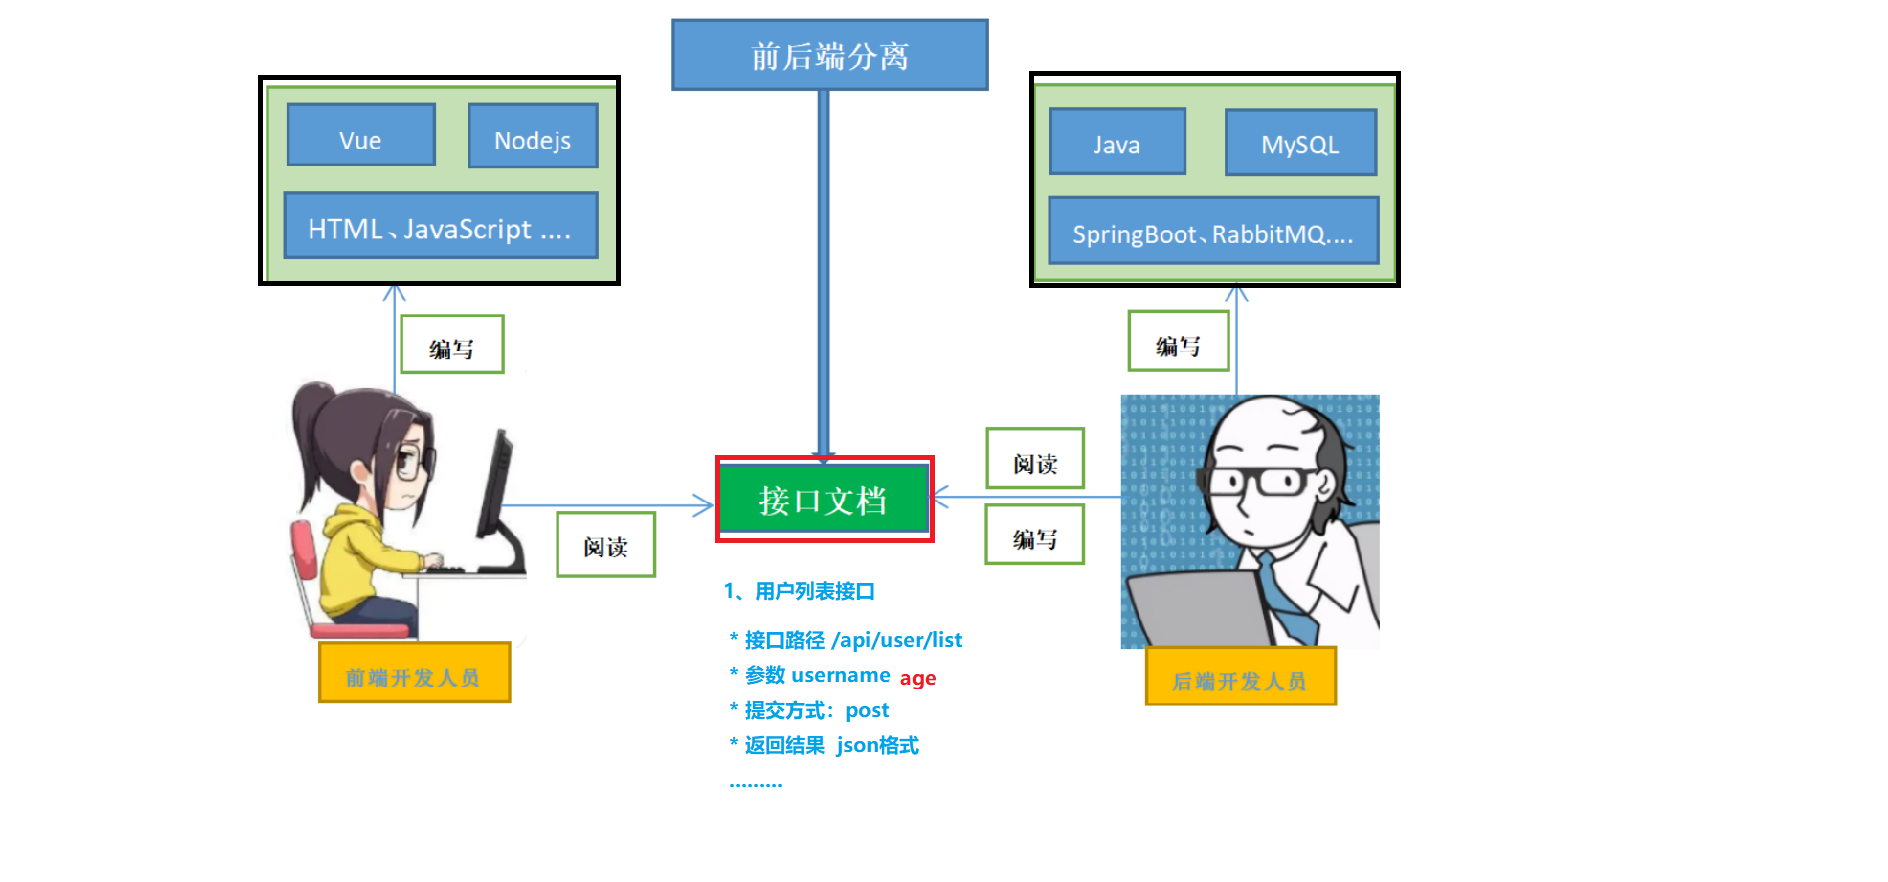 前后端分离
Vue
Nodejs
HTML、JavaScript ....
Java
MySQL
SpringBoot、RabbitMQ....
编写
编写
阅读
接口文档
阅读
编写
前端开发人员
后端开发人员
1、用户列表接口
* 接口路径 /api/user/list
* 参数 username age
* 提交方式：post
* 返回结果 json格式
.........